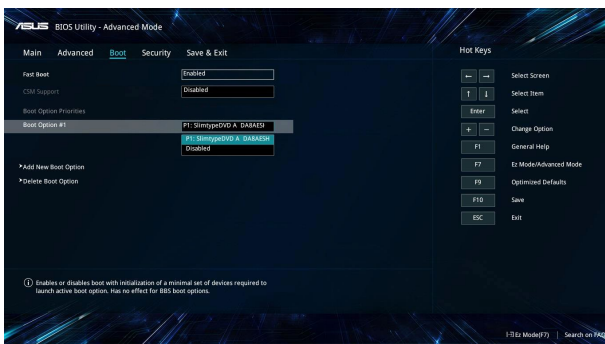 ASUS BIOS Utility - Advanced Mode
Main Advanced Boot Security Save & Exit
Hot Keys
Fast Boot Enabled
CSM Support Disabled
Boot Option Priorities
Boot Option #1 P1: SlimtypeDVD A DA8AESI
P1: SlimtypeDVD A DA8AESH
Disabled
Add New Boot Option
Delete Boot Option
← → Select Screen
↑ ↓ Select Item
Enter Select
+ − Change Option
F1 General Help
F7 Ez Mode/Advanced Mode
F9 Optimized Defaults
F10 Save
ESC Exit
Enables or disables boot with initialization of a minimal set of devices required to
launch active boot option. Has no effect for BBS boot options.
Ez Mode(F7) | Search on FAQ